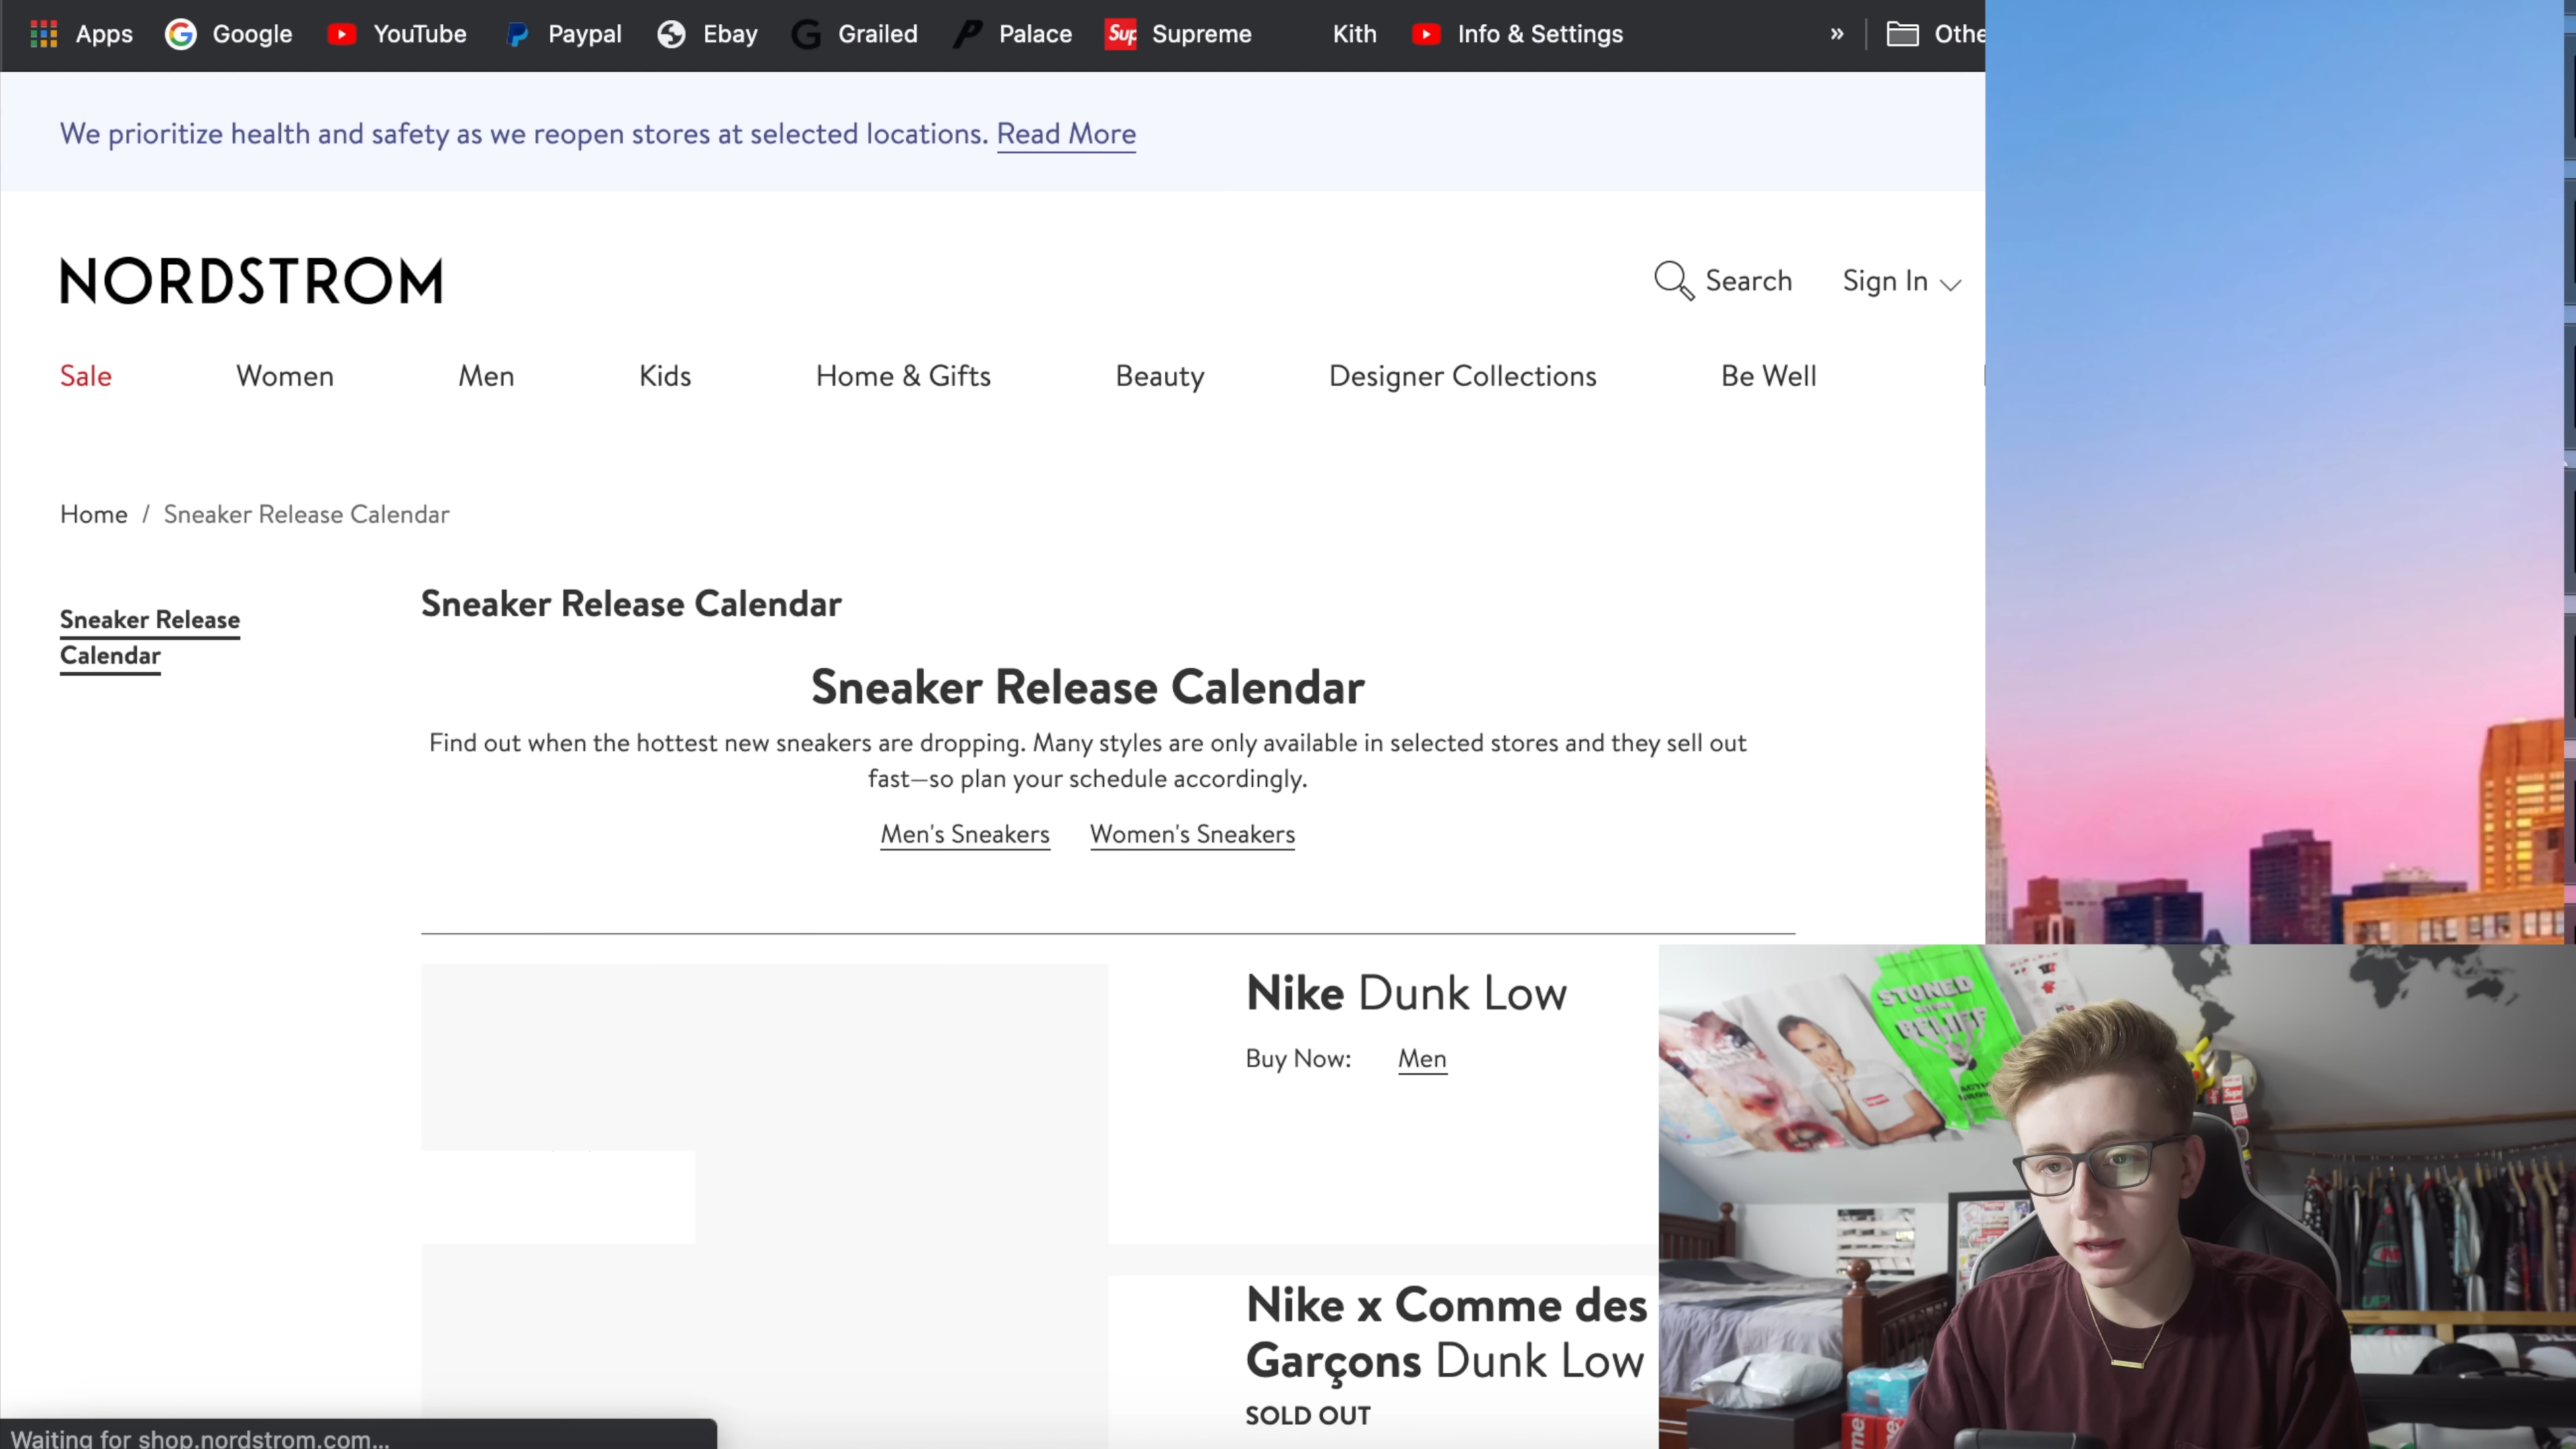 Apps Google YouTube Paypal Ebay Grailed Palace Sup Supreme Kith Info & Settings »
We prioritize health and safety as we reopen stores at selected locations. Read More
NORDSTROM
Search Sign In
Sale Women Men Kids Home & Gifts Beauty Designer Collections Be Well
Home / Sneaker Release Calendar
Sneaker Release
Calendar
Sneaker Release Calendar
Sneaker Release Calendar
Find out when the hottest new sneakers are dropping. Many styles are only available in selected stores and they sell out
fast—so plan your schedule accordingly.
Men's Sneakers Women's Sneakers
Nike Dunk Low
Buy Now: Men
Nike x Comme des
Garçons Dunk Low
SOLD OUT
STONED
BELIEF
Waiting for shop.nordstrom.com...